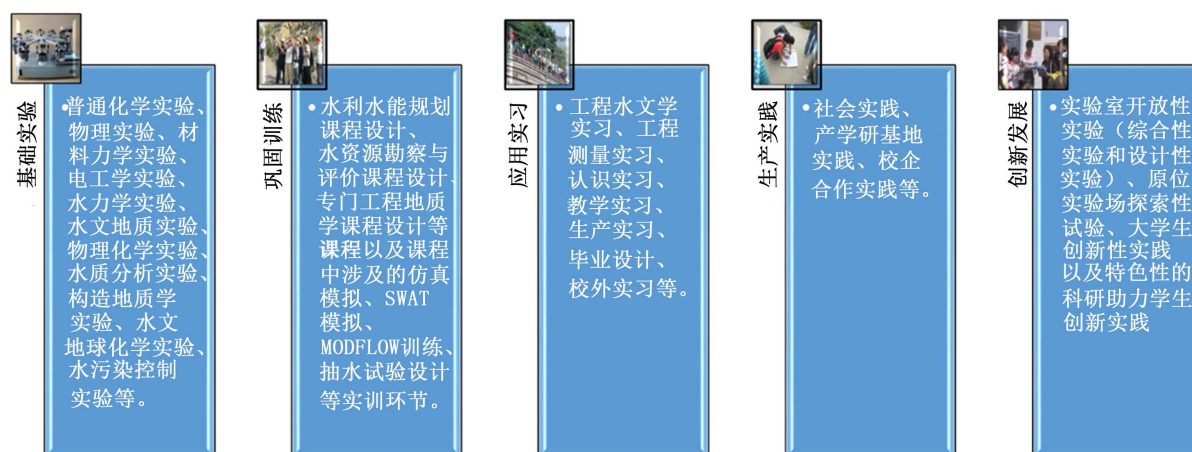 基础实验
普通化学实验、
物理实验、材
料力学实验、
电工学实验、
水力学实验、
水文地质实验、
物理化学实验、
水质分析实验、
构造地质学
实验、水文
地球化学实验、
水污染控制
实验等。
巩固训练
水利水能规划
课程设计、
水资源勘察与
评价课程设计、
专门工程地质
学课程设计等
课程以及课程
中涉及的仿真
模拟、SWAT
模拟、
MODFLOW训练、
抽水试验设计
等实训环节。
应用实习
工程水文学
实习、工程
测量实习、
认识实习、
教学实习、
生产实习、
毕业设计、
校外实习等。
生产实践
社会实践、
产学研基地
实践、校企
合作实践等。
创新发展
实验室开放性
实验（综合性
实验和设计性
实验）、原位
实验场探索性
试验、大学生
创新性实践
以及特色性的
科研助力学生
创新实践